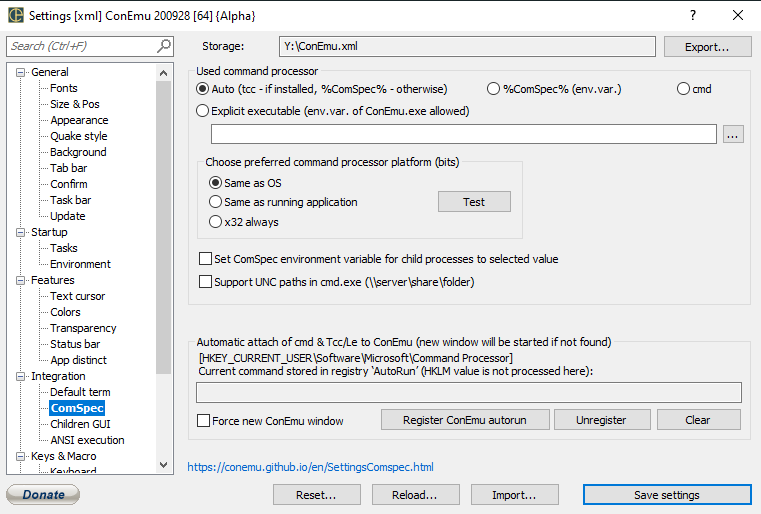 Settings [xml] ConEmu 200928 [64] {Alpha}
Search (Ctrl+F)
General
Fonts
Size & Pos
Appearance
Quake style
Background
Tab bar
Confirm
Task bar
Update
Startup
Tasks
Environment
Features
Text cursor
Colors
Transparency
Status bar
App distinct
Integration
Default term
ComSpec
Children GUI
ANSI execution
Keys & Macro
Keyboard
Storage: Y:\ConEmu.xml Export...
Used command processor
Auto (tcc - if installed, %ComSpec% - otherwise) %ComSpec% (env.var.) cmd
Explicit executable (env.var. of ConEmu.exe allowed)
...
Choose preferred command processor platform (bits)
Same as OS
Same as running application Test
x32 always
Set ComSpec environment variable for child processes to selected value
Support UNC paths in cmd.exe (\\server\share\folder)
Automatic attach of cmd & Tcc/Le to ConEmu (new window will be started if not found)
[HKEY_CURRENT_USER\Software\Microsoft\Command Processor]
Current command stored in registry ‘AutoRun’ (HKLM value is not processed here):
Force new ConEmu window Register ConEmu autorun Unregister Clear
https://conemu.github.io/en/SettingsComspec.html
Donate Reset... Reload... Import... Save settings